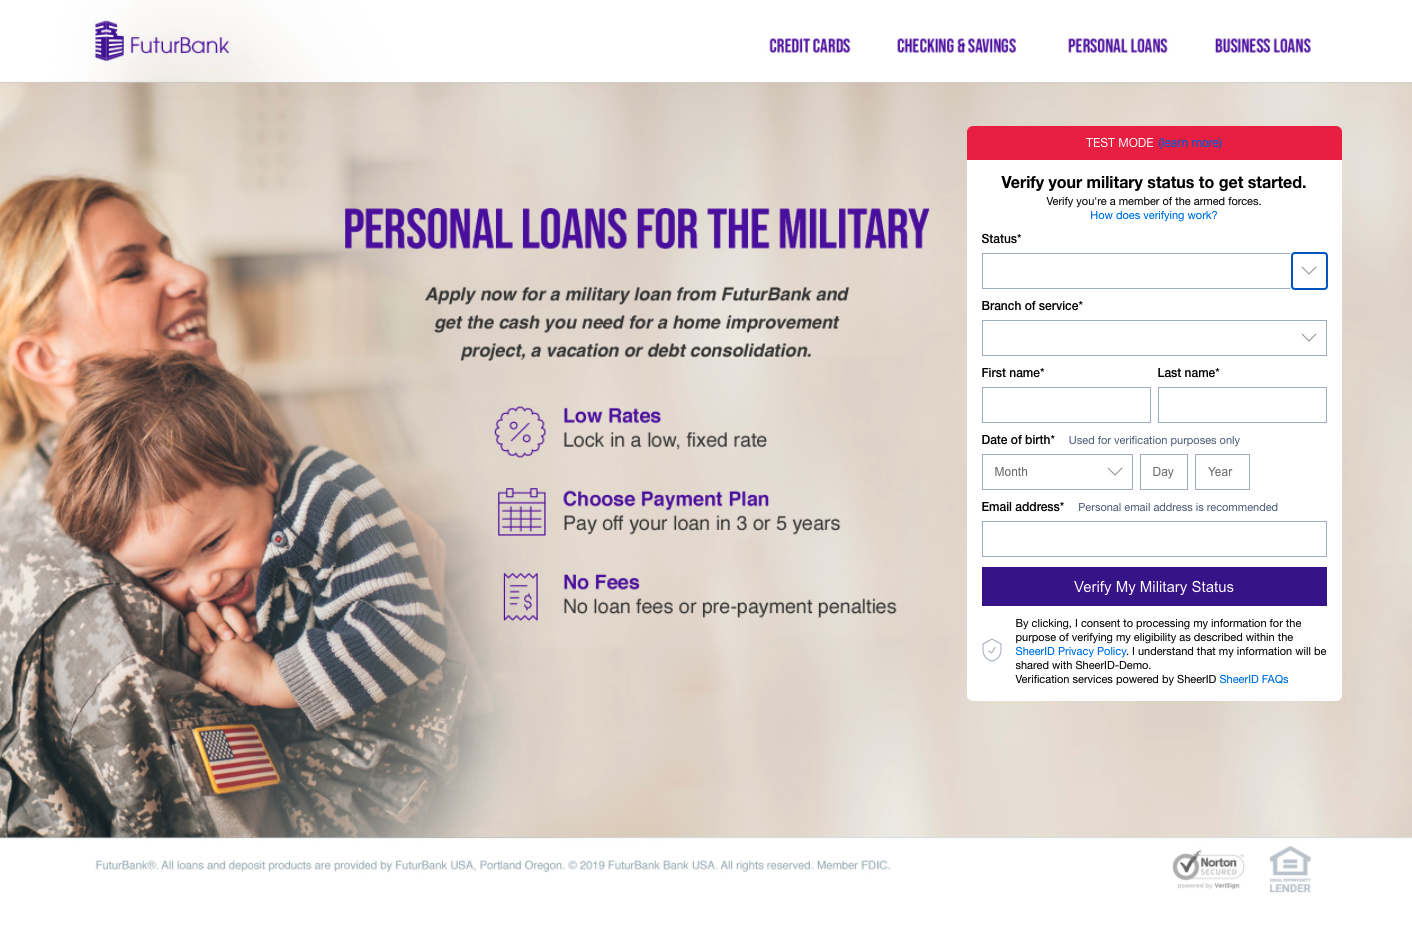 FuturBank
CREDIT CARDS
CHECKING & SAVINGS
PERSONAL LOANS
BUSINESS LOANS
PERSONAL LOANS FOR THE MILITARY
Apply now for a military loan from FuturBank and
get the cash you need for a home improvement
project, a vacation or debt consolidation.
Low Rates
Lock in a low, fixed rate
Choose Payment Plan
Pay off your loan in 3 or 5 years
No Fees
No loan fees or pre-payment penalties
TEST MODE (learn more)
Verify your military status to get started.
Verify you're a member of the armed forces.
How does verifying work?
Status*
Branch of service*
First name*
Last name*
Date of birth* Used for verification purposes only
Month
Day
Year
Email address* Personal email address is recommended
Verify My Military Status
By clicking, I consent to processing my information for the
purpose of verifying my eligibility as described within the
SheerID Privacy Policy. I understand that my information will be
shared with SheerID-Demo.
Verification services powered by SheerID SheerID FAQs
FuturBank®. All loans and deposit products are provided by FuturBank USA, Portland Oregon. © 2019 FuturBank Bank USA. All rights reserved. Member FDIC.
Norton
SECURED
powered by VeriSign
LENDER